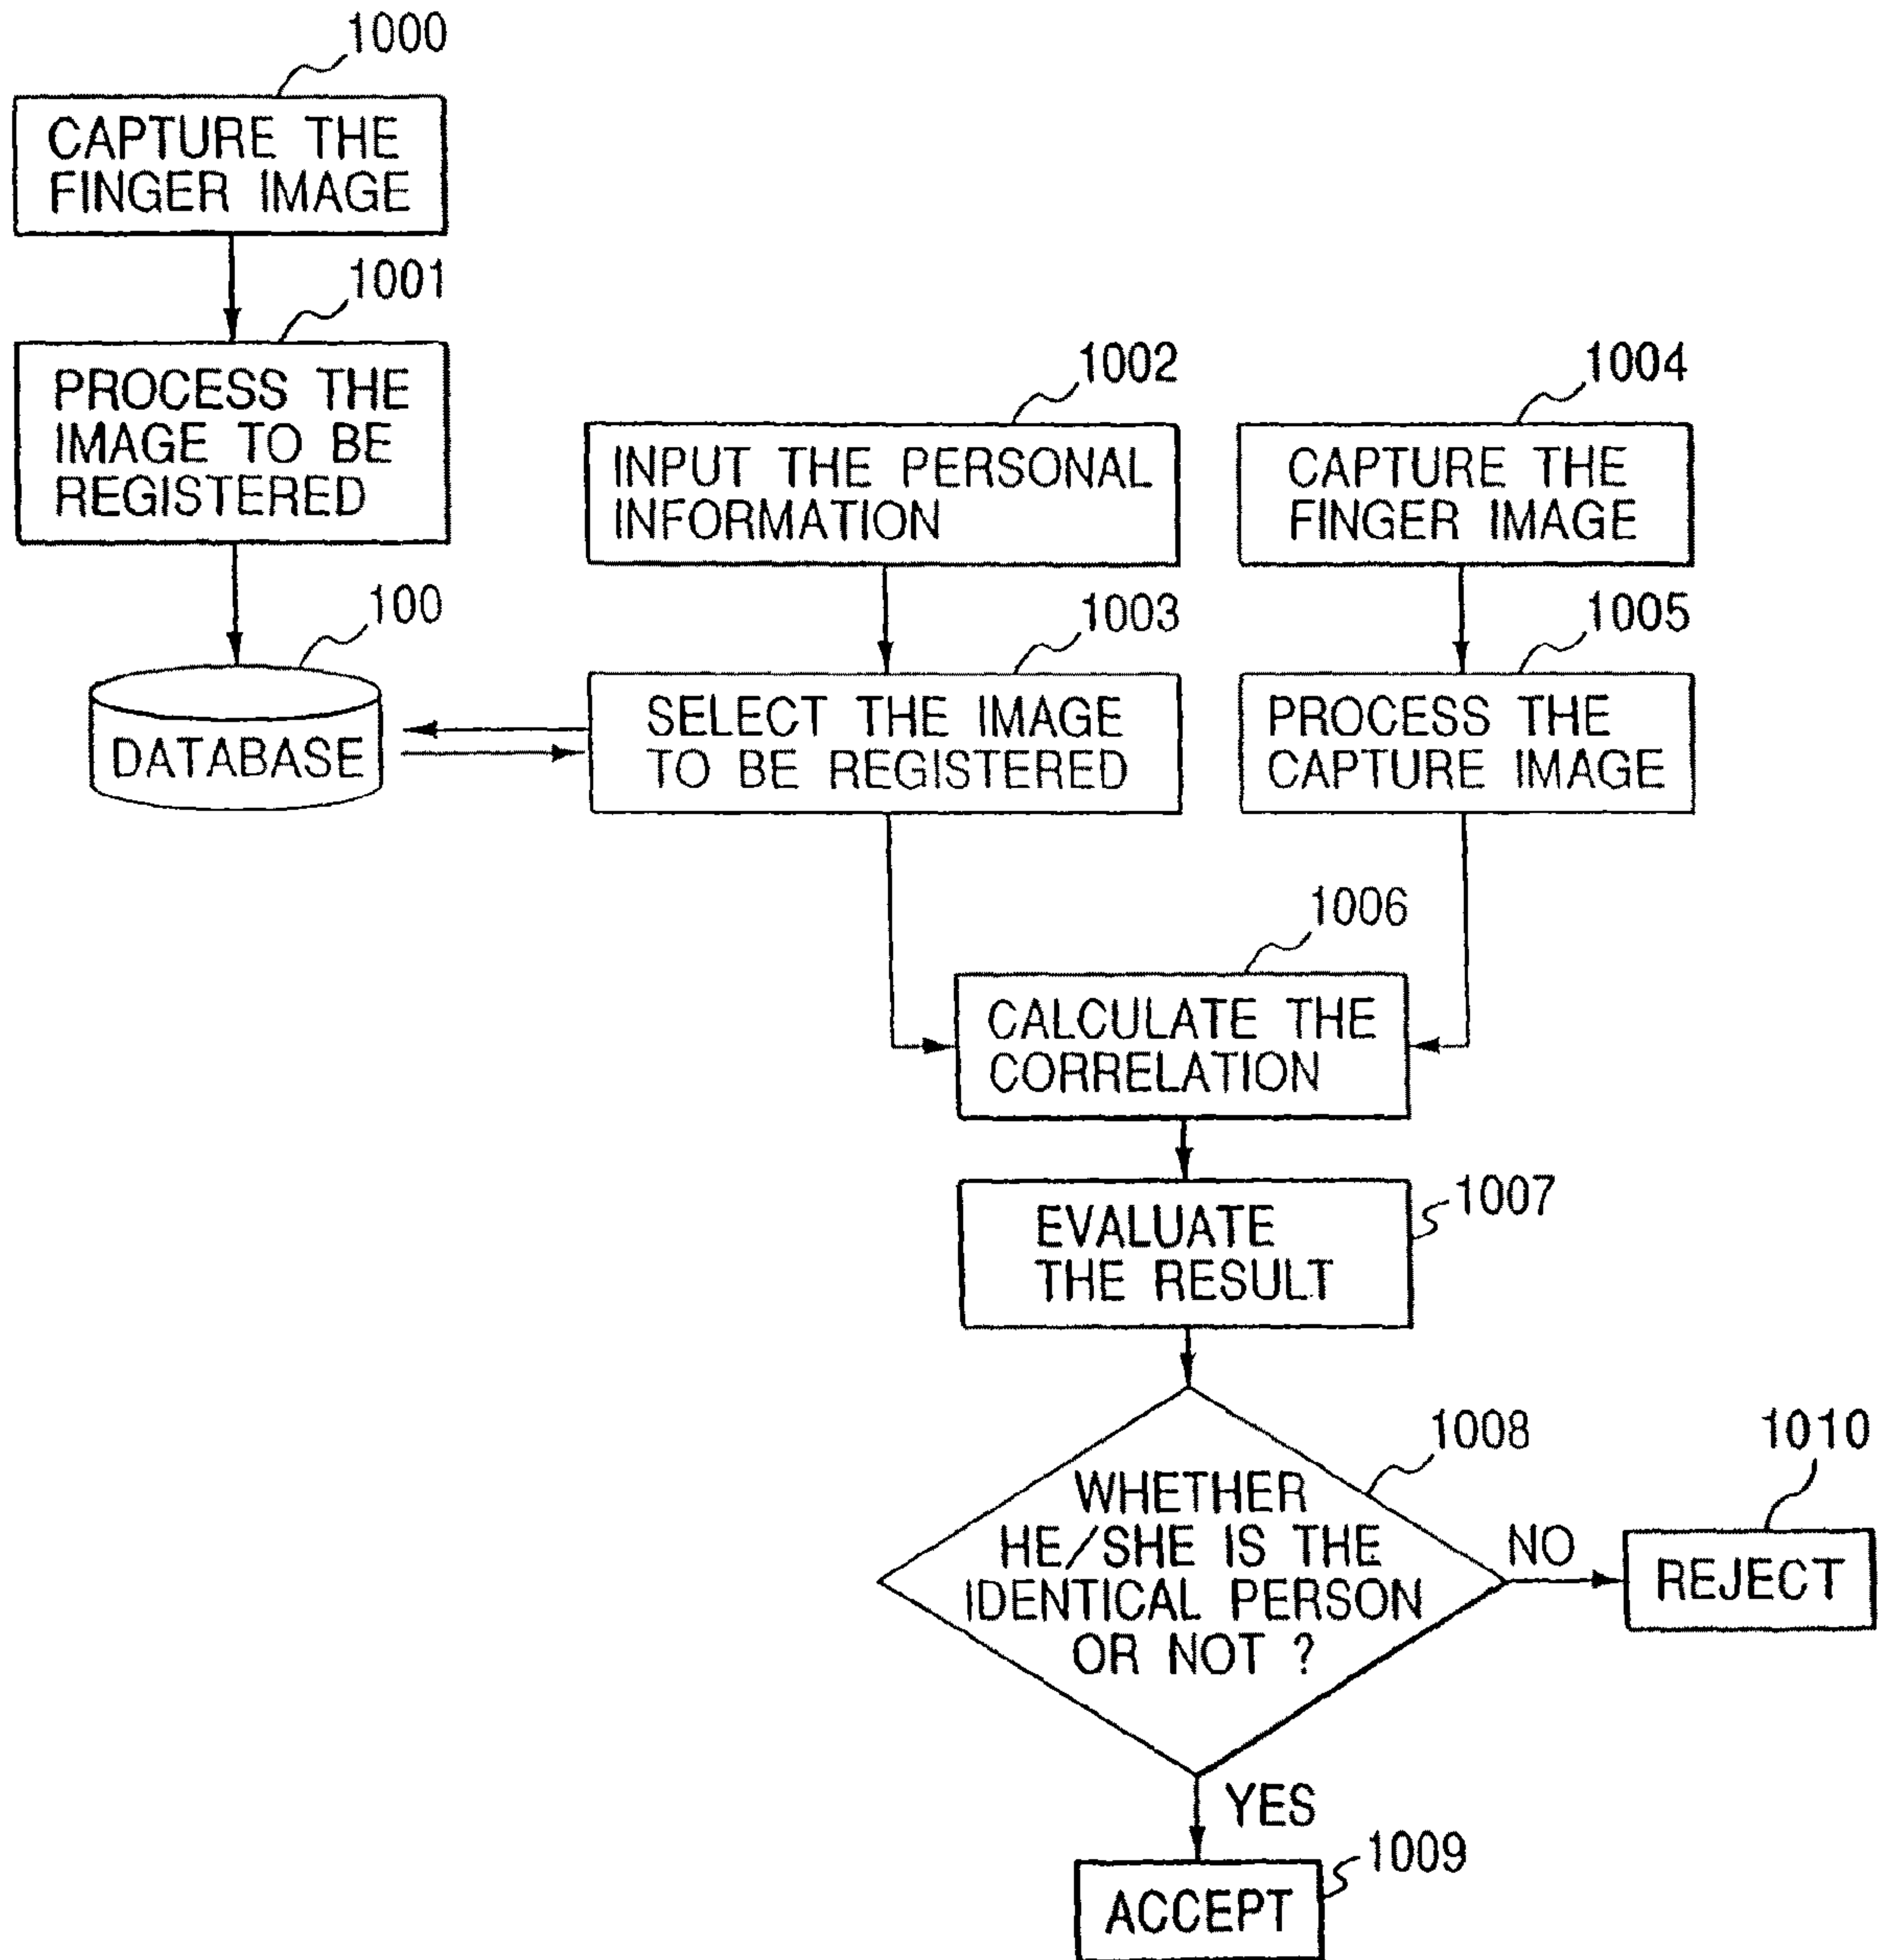 1000
CAPTURE THE
FINGER IMAGE
1001
PROCESS THE
IMAGE TO BE
REGISTERED
100
DATABASE
1002
INPUT THE PERSONAL
INFORMATION
1003
SELECT THE IMAGE
TO BE REGISTERED
1004
CAPTURE THE
FINGER IMAGE
1005
PROCESS THE
CAPTURE IMAGE
1006
CALCULATE THE
CORRELATION
1007
EVALUATE
THE RESULT
1008
WHETHER
HE/SHE IS THE
IDENTICAL PERSON
OR NOT ?
NO
1010
REJECT
YES
1009
ACCEPT